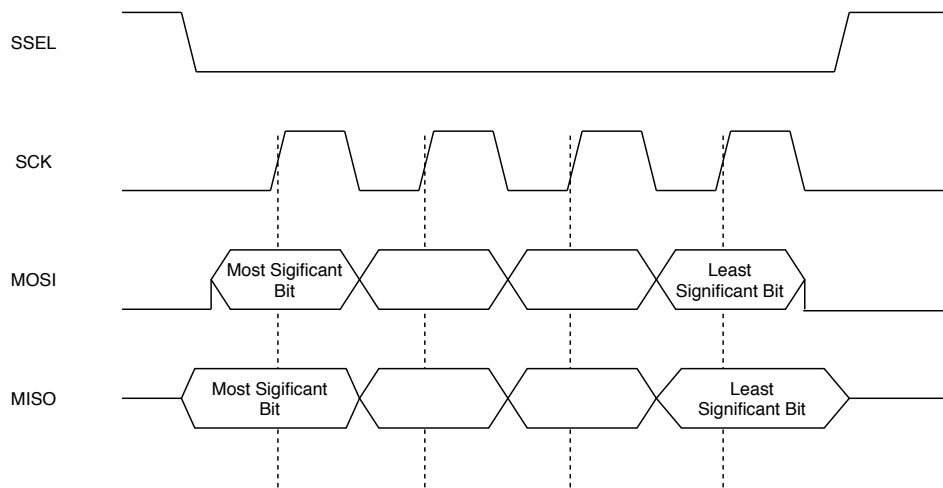 SSEL
SCK
MOSI
Most Sigificant
Bit
Least
Significant Bit
MISO
Most Sigificant
Bit
Least
Significant Bit